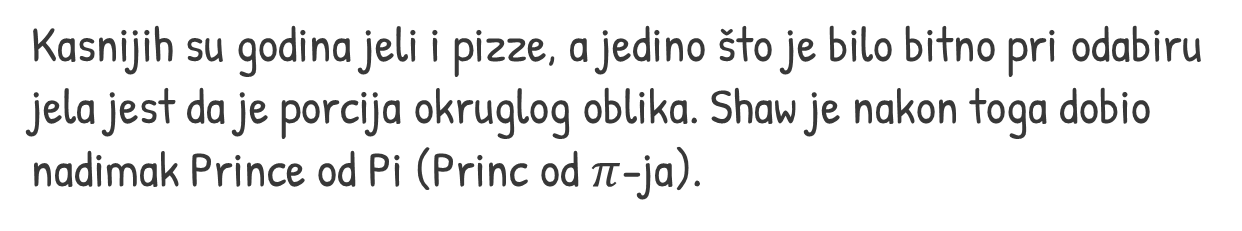 Kasnijih su godina jeli i pizze, a jedino što je bilo bitno pri odabiru
jela jest da je porcija okruglog oblika. Shaw je nakon toga dobio
nadimak Prince od Pi (Princ od π-ja).